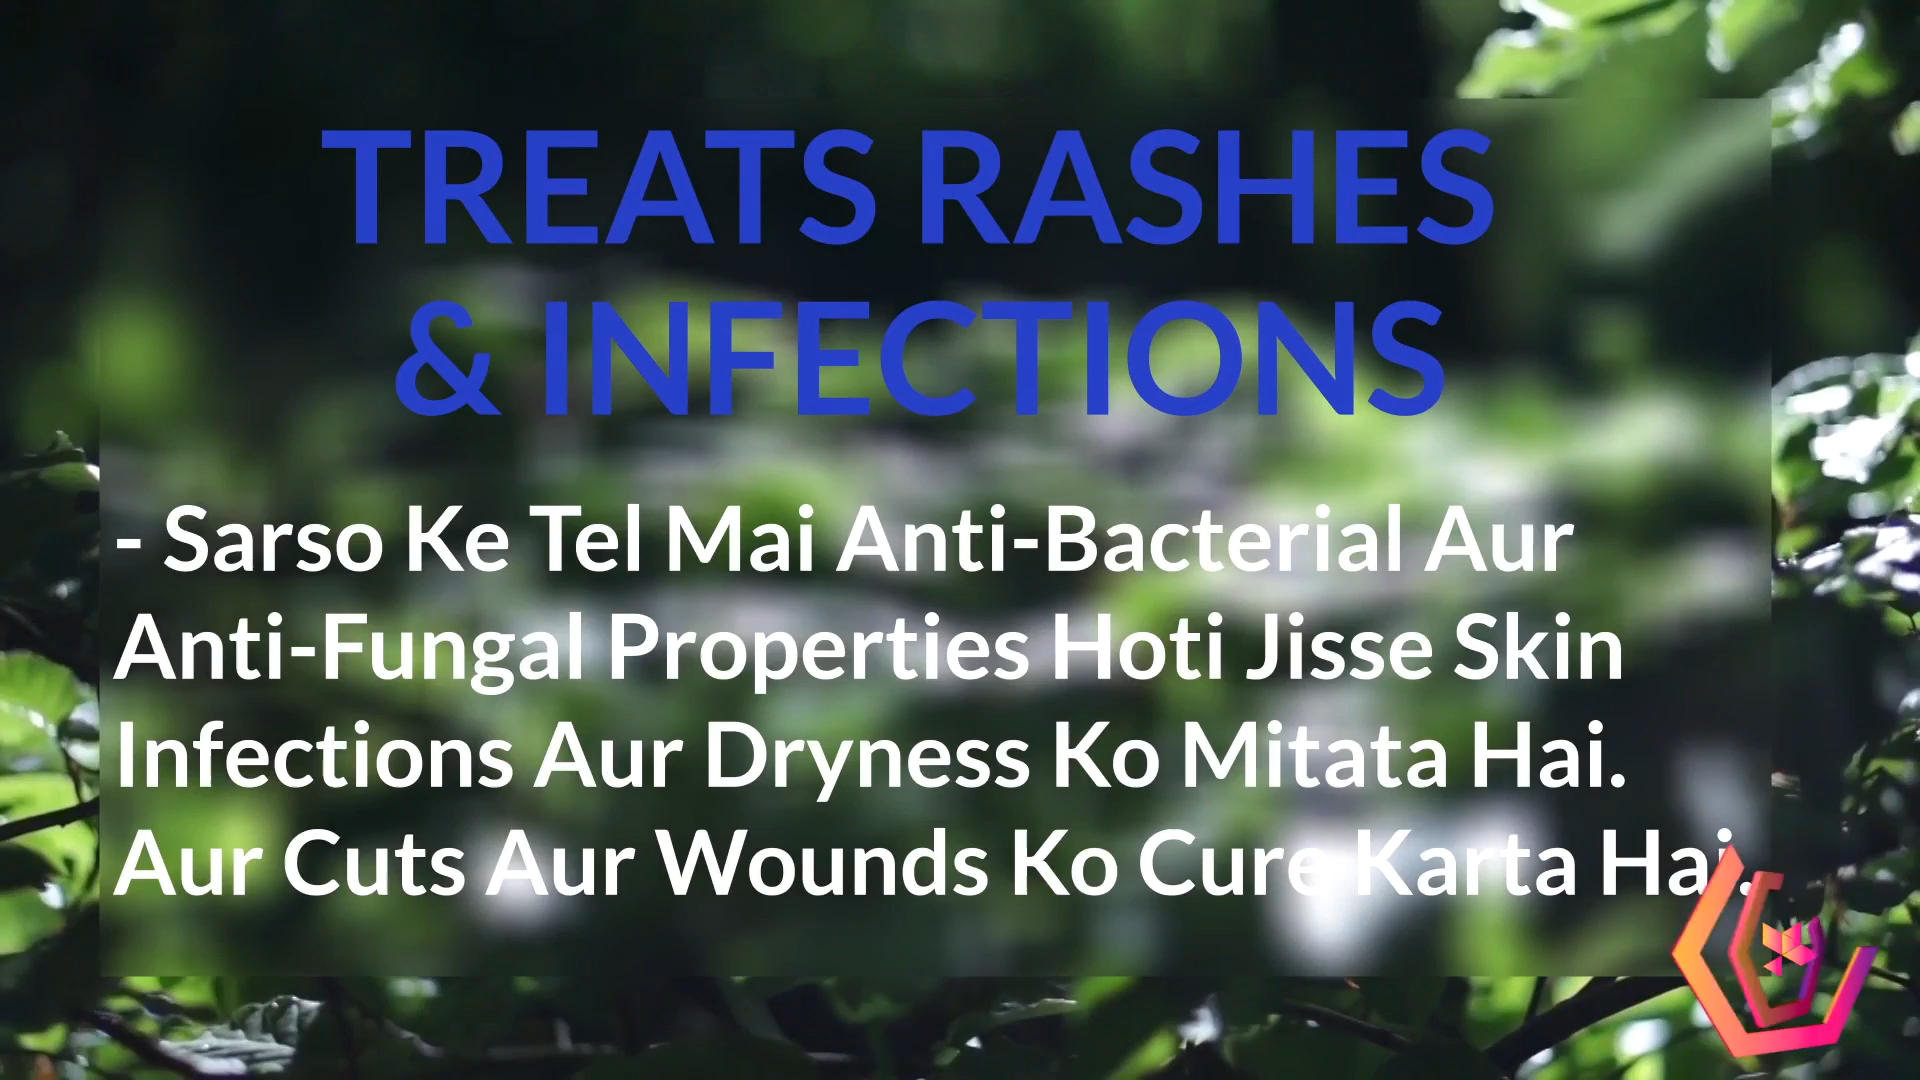 TREATS RASHES
& INFECTIONS
- Sarso Ke Tel Mai Anti-Bacterial Aur
Anti-Fungal Properties Hoti Jisse Skin
Infections Aur Dryness Ko Mitata Hai.
Aur Cuts Aur Wounds Ko Cure Karta Hai.